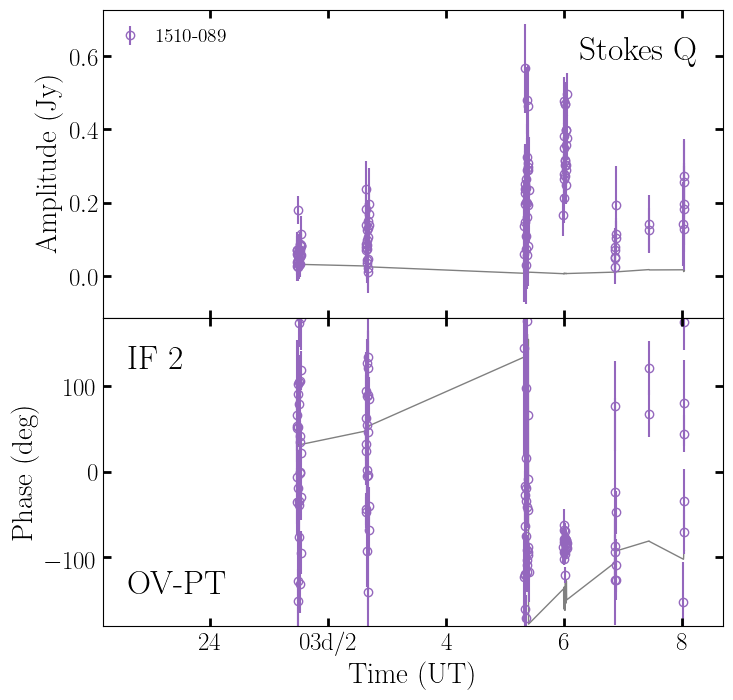 1510-089
Stokes Q
0.6
0.4
0.2
0.0
Amplitude (Jy)
IF 2
100
0
−100
Phase (deg)
OV-PT
24 03d/2 4 6 8
Time (UT)